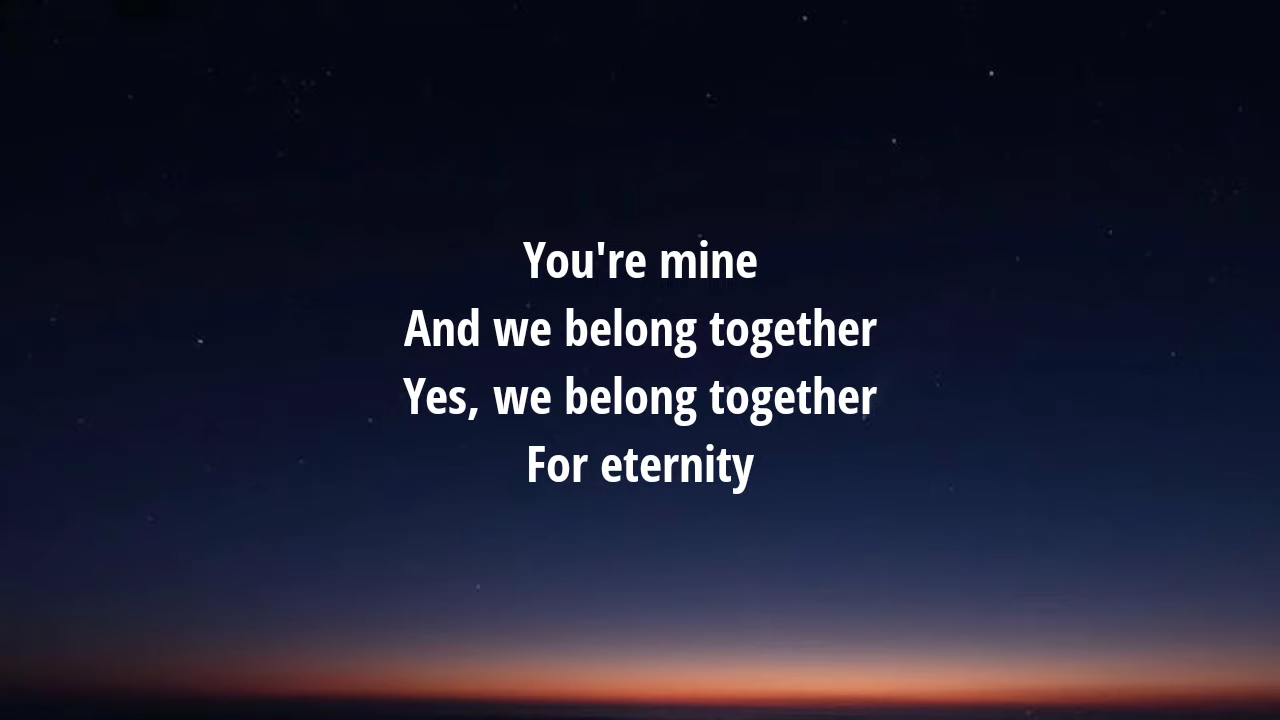 You're mine
And we belong together
Yes, we belong together
For eternity